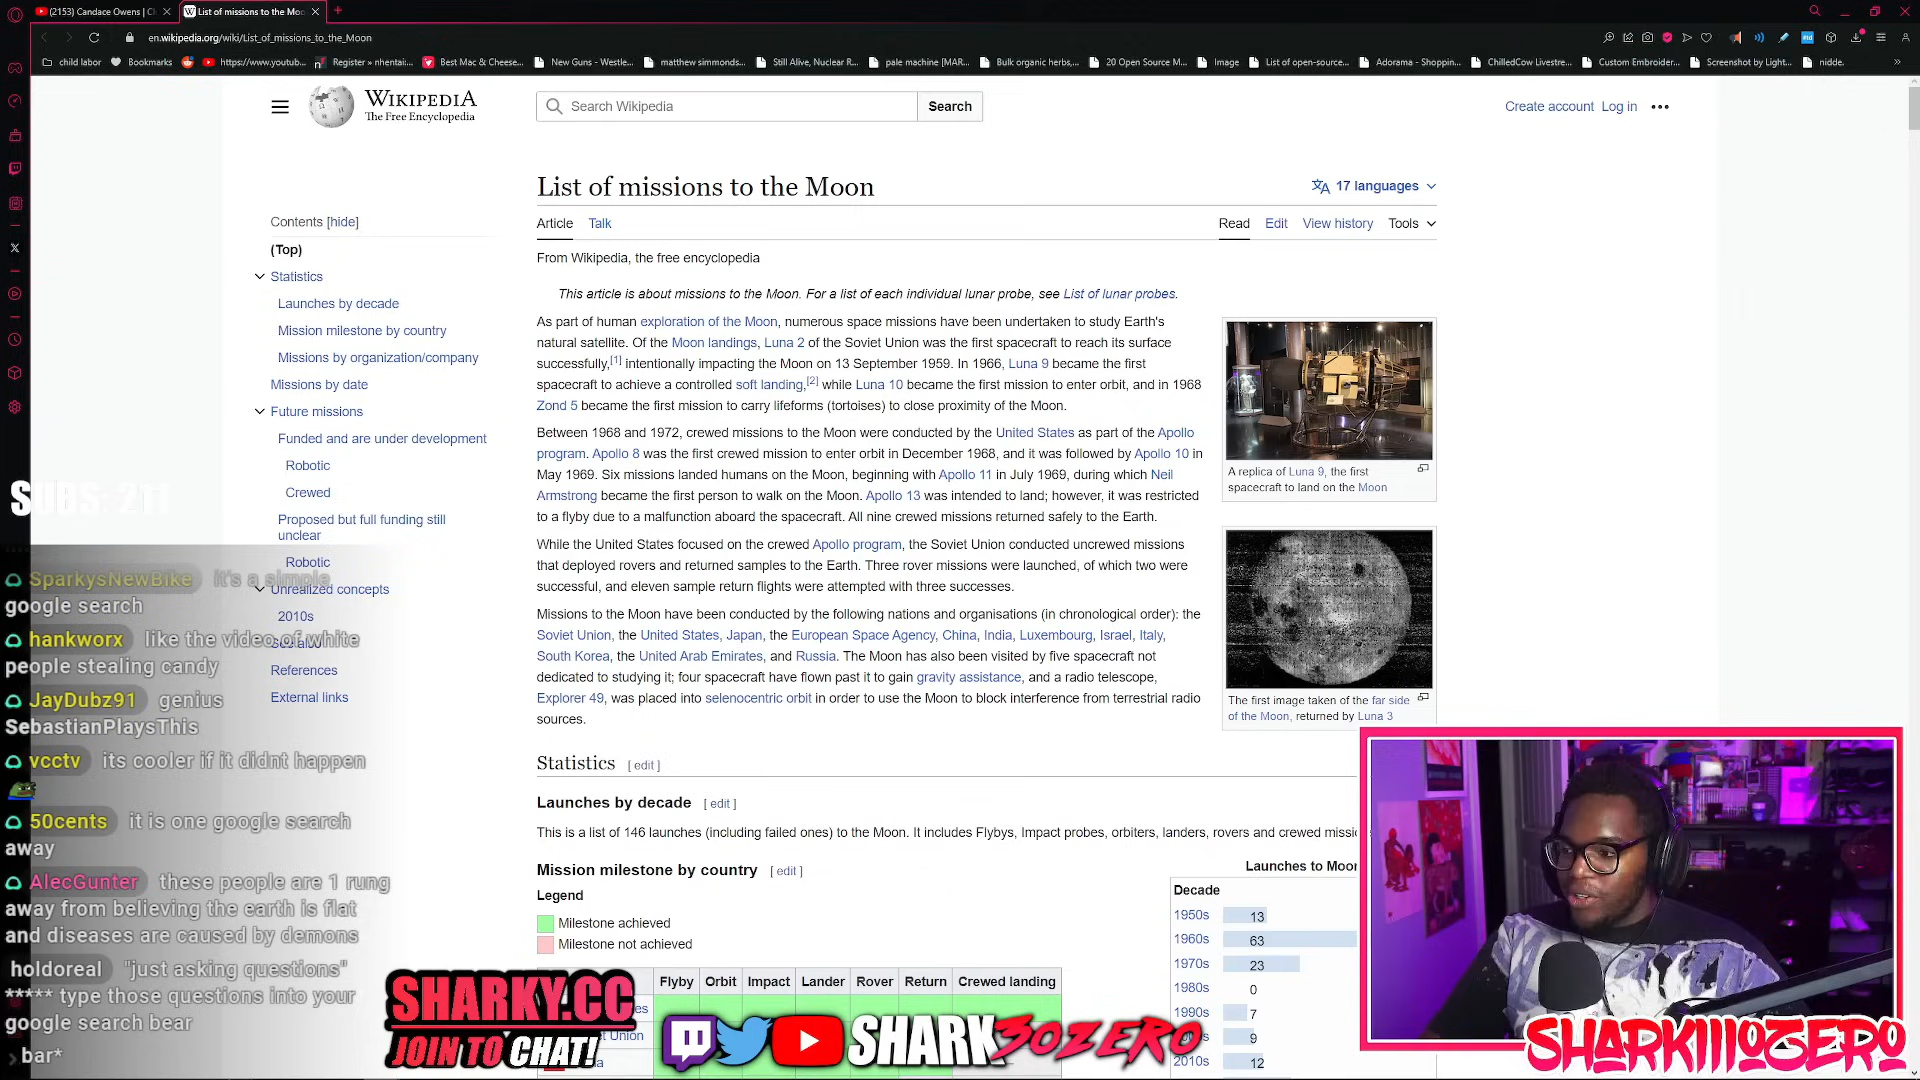 (2153) Candace Owens | C
List of missions to the Moo
en.wikipedia.org/wiki/List_of_missions_to_the_Moon
child labor
Bookmarks
https://www.youtub...
Register » nhentai:...
Best Mac & Cheese...
New Guns - Westle...
matthew simmonds...
Still Alive, Nuclear R...
pale machine [MAR...
Bulk organic herbs,...
20 Open Source M...
Image
List of open-source...
Adorama - Shoppin...
ChilledCow Livestre...
Custom Embroider...
Screenshot by Light...
nidde.
WIKIPEDIA
The Free Encyclopedia
Search Wikipedia
Search
Create account Log in
List of missions to the Moon
17 languages
Article Talk
Read Edit View history Tools
From Wikipedia, the free encyclopedia
Contents [hide]
(Top)
Statistics
Launches by decade
Mission milestone by country
Missions by organization/company
Missions by date
Future missions
Funded and are under development
Robotic
Crewed
Proposed but full funding still
unclear
Robotic
Unrealized concepts
2010s
References
External links
This article is about missions to the Moon. For a list of each individual lunar probe, see List of lunar probes.
As part of human exploration of the Moon, numerous space missions have been undertaken to study Earth's
natural satellite. Of the Moon landings, Luna 2 of the Soviet Union was the first spacecraft to reach its surface
successfully,[1] intentionally impacting the Moon on 13 September 1959. In 1966, Luna 9 became the first
spacecraft to achieve a controlled soft landing,[2] while Luna 10 became the first mission to enter orbit, and in 1968
Zond 5 became the first mission to carry lifeforms (tortoises) to close proximity of the Moon.
Between 1968 and 1972, crewed missions to the Moon were conducted by the United States as part of the Apollo
program. Apollo 8 was the first crewed mission to enter orbit in December 1968, and it was followed by Apollo 10 in
May 1969. Six missions landed humans on the Moon, beginning with Apollo 11 in July 1969, during which Neil
Armstrong became the first person to walk on the Moon. Apollo 13 was intended to land; however, it was restricted
to a flyby due to a malfunction aboard the spacecraft. All nine crewed missions returned safely to the Earth.
While the United States focused on the crewed Apollo program, the Soviet Union conducted uncrewed missions
that deployed rovers and returned samples to the Earth. Three rover missions were launched, of which two were
successful, and eleven sample return flights were attempted with three successes.
Missions to the Moon have been conducted by the following nations and organisations (in chronological order): the
Soviet Union, the United States, Japan, the European Space Agency, China, India, Luxembourg, Israel, Italy,
South Korea, the United Arab Emirates, and Russia. The Moon has also been visited by five spacecraft not
dedicated to studying it; four spacecraft have flown past it to gain gravity assistance, and a radio telescope,
Explorer 49, was placed into selenocentric orbit in order to use the Moon to block interference from terrestrial radio
sources.
A replica of Luna 9, the first
spacecraft to land on the Moon
The first image taken of the far side
of the Moon, returned by Luna 3
Statistics [ edit ]
Launches by decade [ edit ]
This is a list of 146 launches (including failed ones) to the Moon. It includes Flybys, Impact probes, orbiters, landers, rovers and crewed missi
Mission milestone by country [ edit ]
Legend
Milestone achieved
Milestone not achieved
Flyby Orbit Impact Lander Rover Return Crewed landing
es
t Union
Launches to Moon
Decade
1950s 13
1960s 63
1970s 23
1980s 0
1990s 7
9
2010s 12
SUBS: 211
SparkysNewBike it's a simple
google search
hankworx like the video of white
people stealing candy
JayDubz91 genius
SebastianPlaysThis
vcctv its cooler if it didnt happen
50cents it is one google search
away
AlecGunter these people are 1 rung
away from believing the earth is flat
and diseases are caused by demons
holdoreal "just asking questions"
***** type those questions into your
google search bear
bar*
SHARKY.CC
JOIN TO CHAT!
SHARK3OZERO
SHARKIIIOZERO